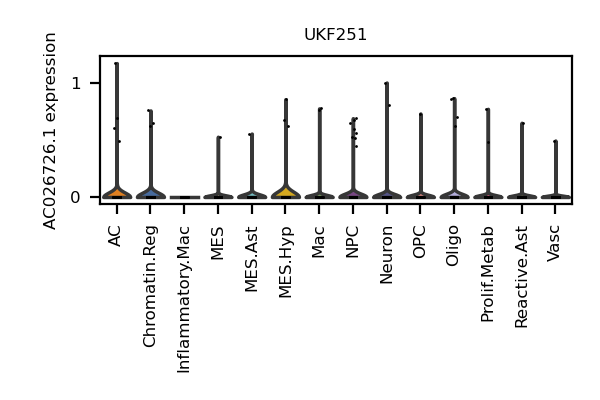 UKF251
AC026726.1 expression
1
0
AC
Chromatin.Reg
Inflammatory.Mac
MES
MES.Ast
MES.Hyp
Mac
NPC
Neuron
OPC
Oligo
Prolif.Metab
Reactive.Ast
Vasc